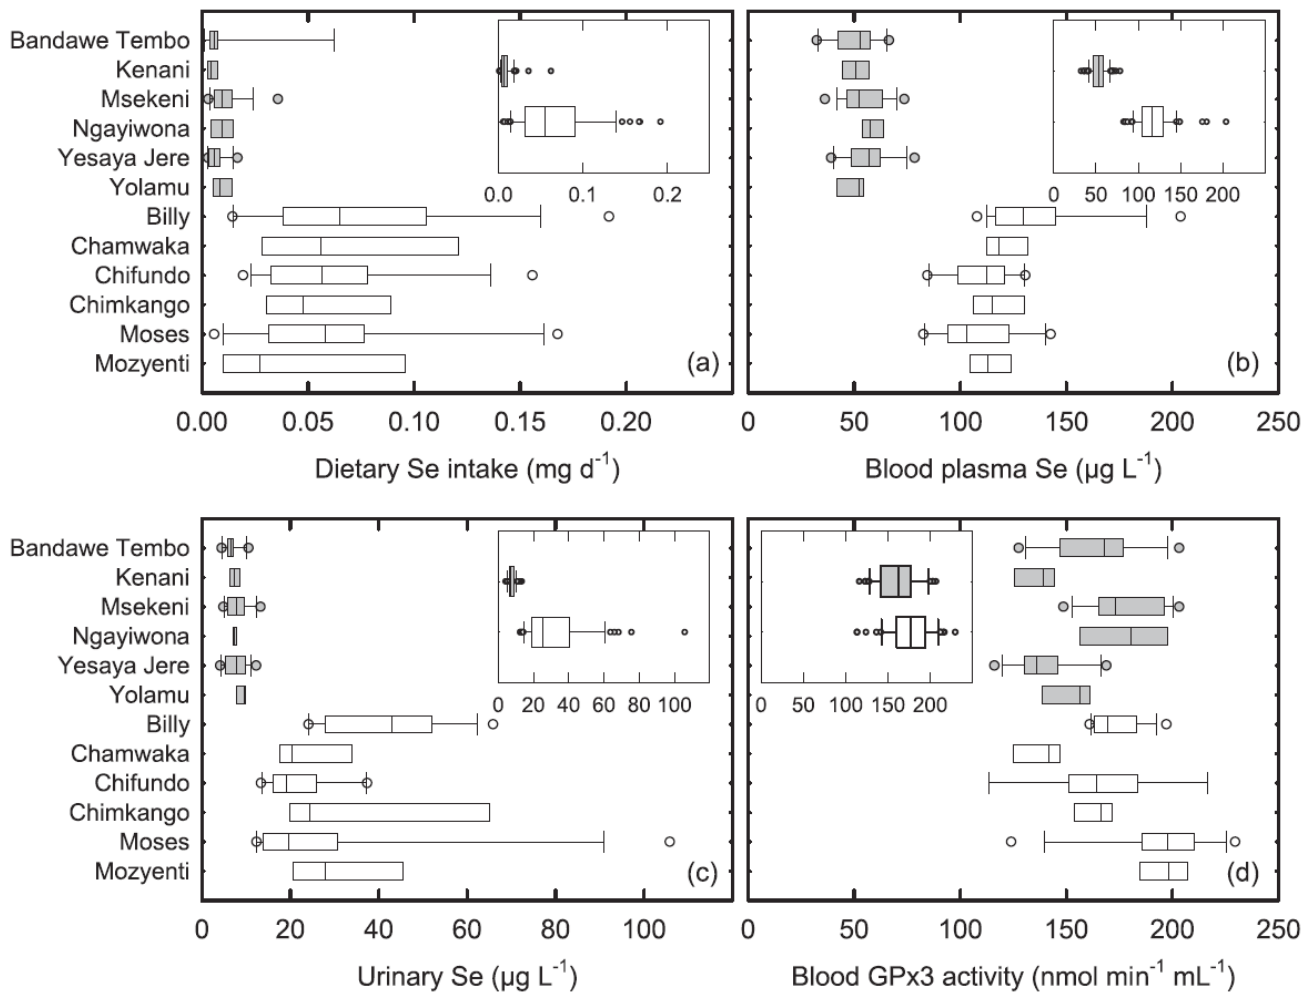 Bandawe Tembo
Kenani
Msekeni
Ngayiwona
Yesaya Jere
Yolamu
Billy
Chamwaka
Chifundo
Chimkango
Moses
Mozyenti
0.0 0.1 0.2
(a)
0.00 0.05 0.10 0.15 0.20
Dietary Se intake (mg d⁻¹)
0 50 100 150 200
(b)
0 50 100 150 200 250
Blood plasma Se (µg L⁻¹)
Bandawe Tembo
Kenani
Msekeni
Ngayiwona
Yesaya Jere
Yolamu
Billy
Chamwaka
Chifundo
Chimkango
Moses
Mozyenti
0 20 40 60 80 100
(c)
0 20 40 60 80 100
Urinary Se (µg L⁻¹)
0 50 100 150 200
(d)
0 50 100 150 200 250
Blood GPx3 activity (nmol min⁻¹ mL⁻¹)